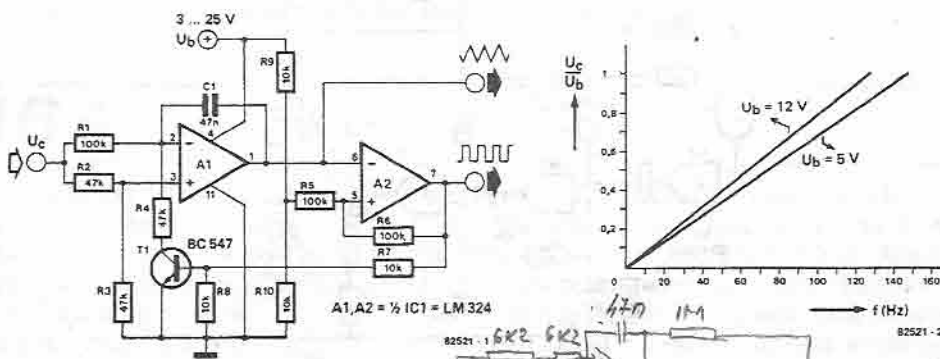 3 ... 25 V
Ub
R9
10k
C1
47n
Uc
R1
100k
R2
47k
2
3
4
11
1
A1
R4
47k
T1
BC 547
R3
47k
R8
10k
R5
100k
R6
100k
R7
10k
R10
10k
6
5
7
A2
A1, A2 = ½ IC1 = LM 324
82521 - 1
6K2
6K2
47n
Uc
Ub
1
0,8
0,6
0,4
0,2
Ub = 12 V
Ub = 5 V
0
20
40
60
80
100
120
140
160
f (Hz)
82521 - 2